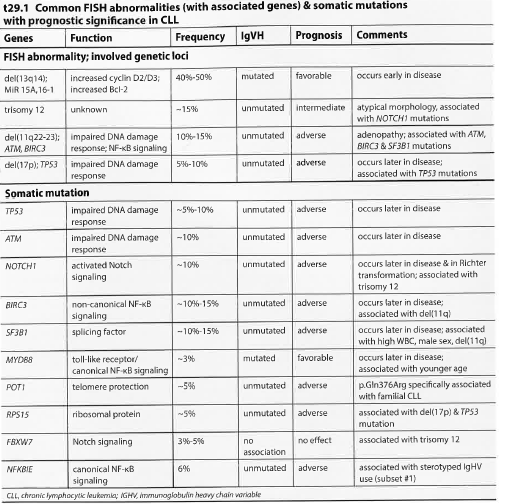 t29.1 Common FISH abnormalities (with associated genes) & somatic mutations
with prognostic significance in CLL
Genes Function Frequency IgVH Prognosis Comments
FISH abnormality; involved genetic loci
del(13q14); increased cyclin D2/D3; 40%-50% mutated favorable occurs early in disease
MiR 15A,16-1 increased Bcl-2
trisomy 12 unknown ~15% unmutated intermediate atypical morphology, associated
with NOTCH1 mutations
del(11q22-23); impaired DNA damage 10%-15% unmutated adverse adenopathy; associated with ATM,
ATM, BIRC3 response; NF-κB signaling BIRC3 & SF3B1 mutations
del(17p); TP53 impaired DNA damage 5%-10% unmutated adverse occurs later in disease;
response associated with TP53 mutations
Somatic mutation
TP53 impaired DNA damage ~5%-10% unmutated adverse occurs later in disease
response
ATM impaired DNA damage ~10% unmutated adverse occurs later in disease
response
NOTCH1 activated Notch ~10% unmutated adverse occurs later in disease & in Richter
signaling transformation; associated with
trisomy 12
BIRC3 non-canonical NF-κB ~10%-15% unmutated adverse occurs later in disease;
signaling associated with del(11q)
SF3B1 splicing factor ~10%-15% unmutated adverse occurs later in disease; associated
with high WBC, male sex, del(11q)
MYD88 toll-like receptor/ ~3% mutated favorable occurs later in disease;
canonical NF-κB signaling associated with younger age
POT1 telomere protection ~5% unmutated adverse p.Gln376Arg specifically associated
with familial CLL
RPS15 ribosomal protein ~5% unmutated adverse associated with del(17p) & TP53
mutation
FBXW7 Notch signaling 3%-5% no no effect associated with trisomy 12
association
NFKBIE canonical NF-κB 6% unmutated adverse associated with sterotyped IgHV
signaling use (subset #1)
CLL, chronic lymphocytic leukemia; IGHV, immunoglobulin heavy chain variable